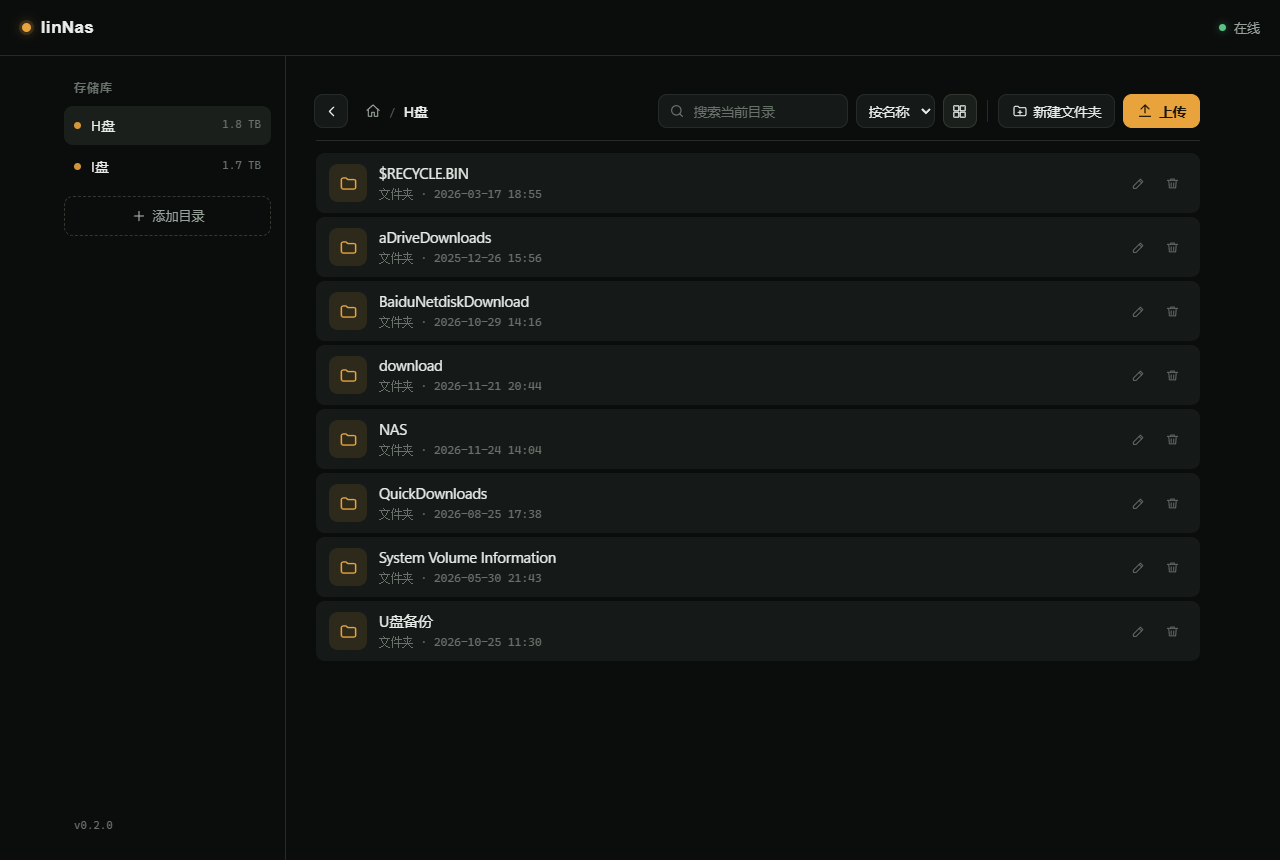 linNas
在线
存储库
H盘 1.8 TB
I盘 1.7 TB
添加目录
v0.2.0
/ H盘
搜索当前目录
按名称
新建文件夹
上传
$RECYCLE.BIN
文件夹 · 2026-03-17 18:55
aDriveDownloads
文件夹 · 2025-12-26 15:56
BaiduNetdiskDownload
文件夹 · 2026-10-29 14:16
download
文件夹 · 2026-11-21 20:44
NAS
文件夹 · 2026-11-24 14:04
QuickDownloads
文件夹 · 2026-08-25 17:38
System Volume Information
文件夹 · 2026-05-30 21:43
U盘备份
文件夹 · 2026-10-25 11:30